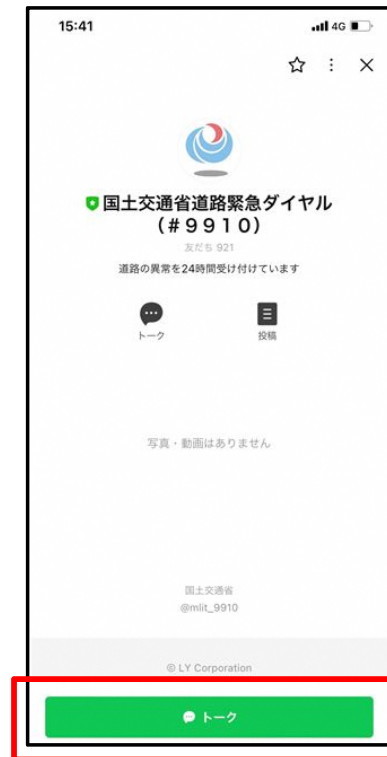 15:41
4G
国土交通省道路緊急ダイヤル
(#9910)
友だち 921
道路の異常を24時間受け付けています
トーク
投稿
写真・動画はありません
国土交通省
@mlit_9910
© LY Corporation
トーク